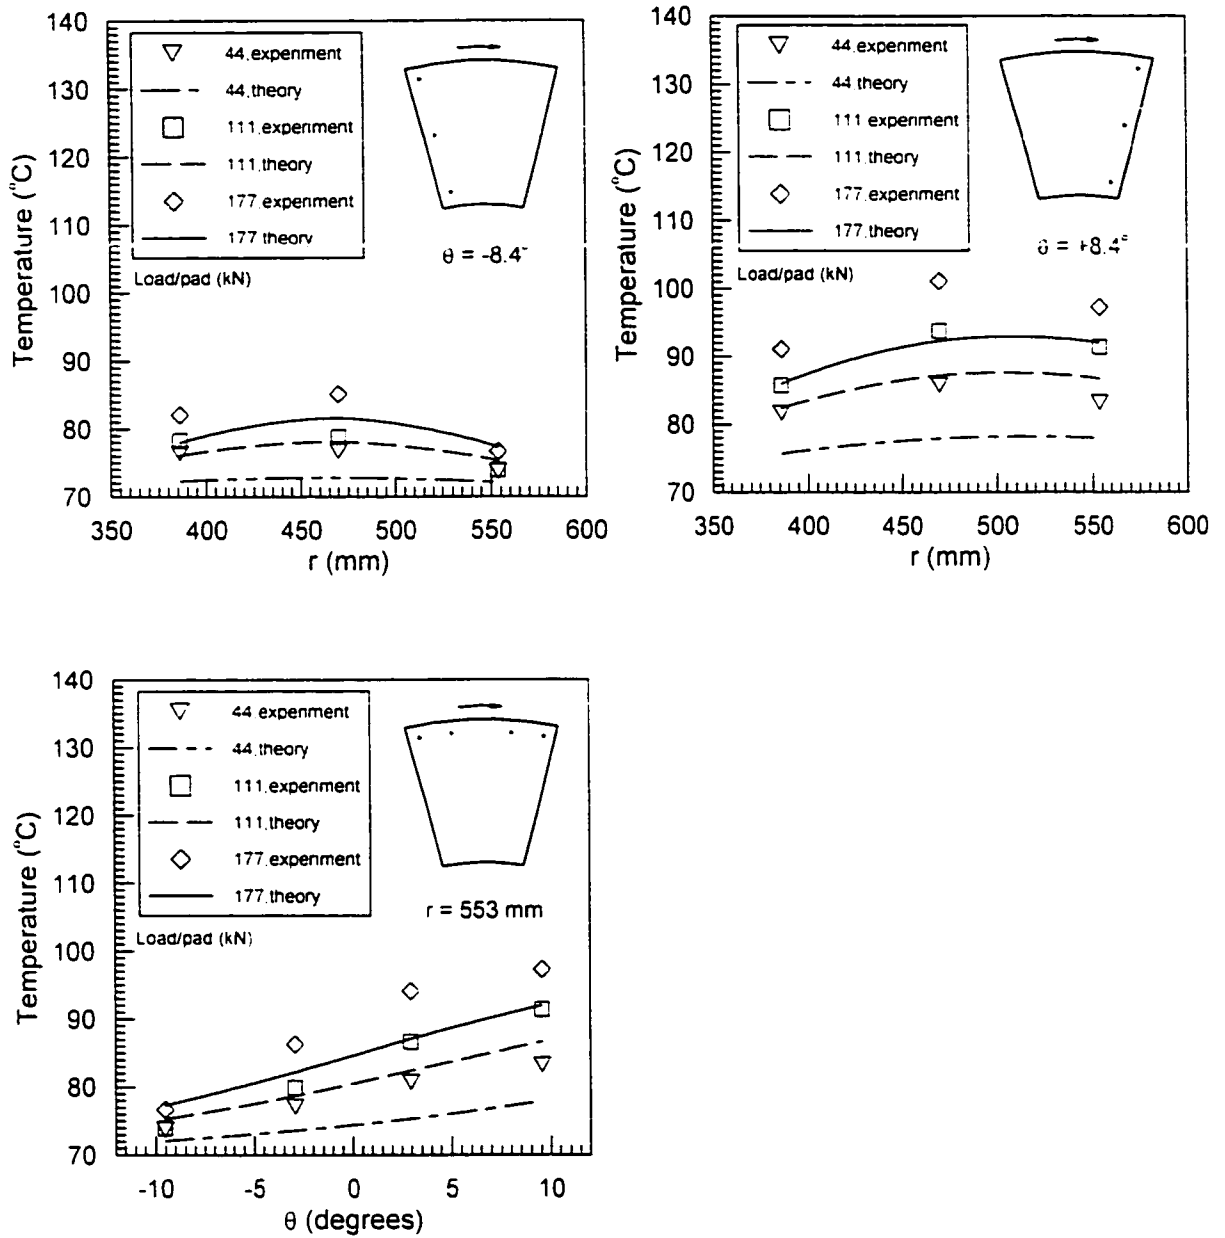 140
130
120
110
100
90
80
70
Temperature (°C)
44.experiment
44.theory
111.experiment
111.theory
177.experiment
177.theory
Load/pad (kN)
θ = -8.4°
350 400 450 500 550 600
r (mm)
140
130
120
110
100
90
80
70
Temperature (°C)
44.experiment
44.theory
111 experiment
111.theory
177.experiment
177.theory
Load/pad (kN)
θ = +8.4°
350 400 450 500 550 600
r (mm)
140
130
120
110
100
90
80
70
Temperature (°C)
44.experiment
44.theory
111.experiment
111.theory
177.experiment
177.theory
Load/pad (kN)
r = 553 mm
-10 -5 0 5 10
θ (degrees)